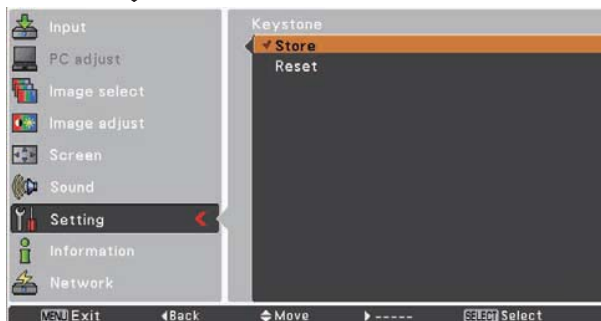 Input
PC adjust
Image select
Image adjust
Screen
Sound
Setting
Information
Network
Keystone
Store
Reset
MENU Exit ◀Back Move ▶----- SELECT Select